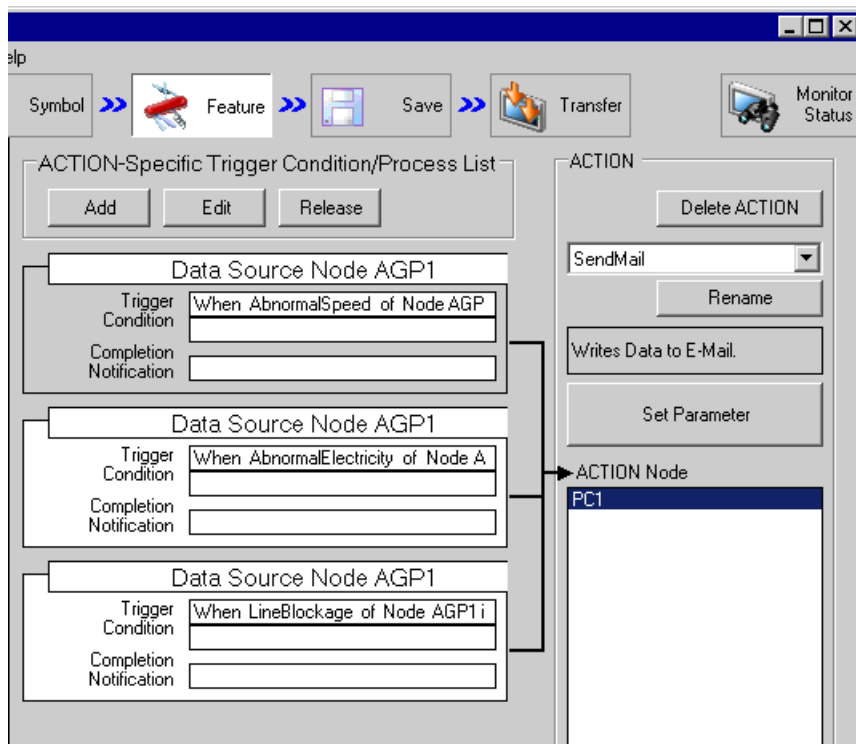 elp
Symbol
Feature
Save
Transfer
Monitor
Status
ACTION-Specific Trigger Condition/Process List
Add
Edit
Release
Data Source Node AGP1
Trigger
Condition
When AbnormalSpeed of Node AGP
Completion
Notification
Data Source Node AGP1
Trigger
Condition
When AbnormalElectricity of Node A
Completion
Notification
Data Source Node AGP1
Trigger
Condition
When LineBlockage of Node AGP1 i
Completion
Notification
ACTION
Delete ACTION
SendMail
Rename
Writes Data to E-Mail.
Set Parameter
ACTION Node
PC1